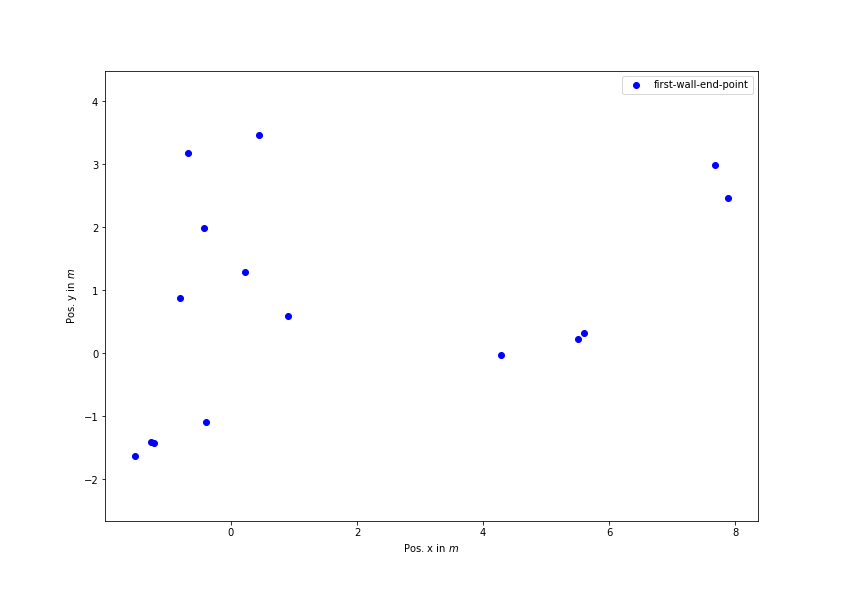 first-wall-end-point
4
3
2
1
0
−1
−2
Pos. y in m
0 2 4 6 8
Pos. x in m